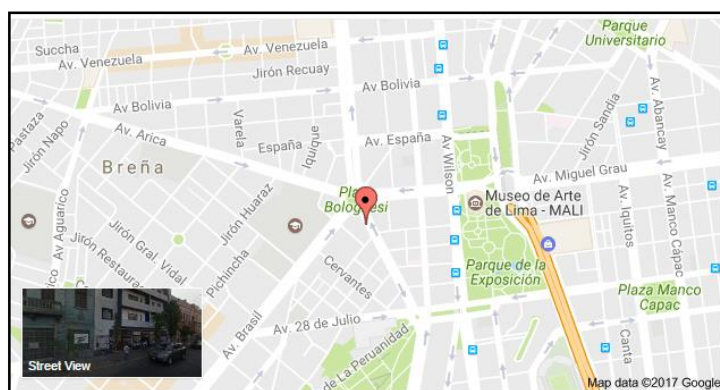 Succha
Av. Venezuela
Av. Venezuela
Jirón Recuay
Parque
Universitario
Av Bolivia
Av Bolivia
Av. Arica
Pastaza
Jirón Napo
Varela
España
Iquique
Av. España
Av Wilson
Jirón Sandia
Av. Abancay
Breña
Av. Miguel Grau
Plaza
Bolognesi
Museo de Arte
de Lima - MALI
Av Aguarico
Jirón Huaraz
Jirón Gral. Vidal
Jirón Restaura
Pichincha
Cervantes
Parque de la
Exposición
Av. Iquitos
Av. Manco Cápac
Plaza Manco
Capac
Av. Brasil
Av. 28 de Julio
de la Peruanidad
Canta
Street View
Map data ©2017 Google